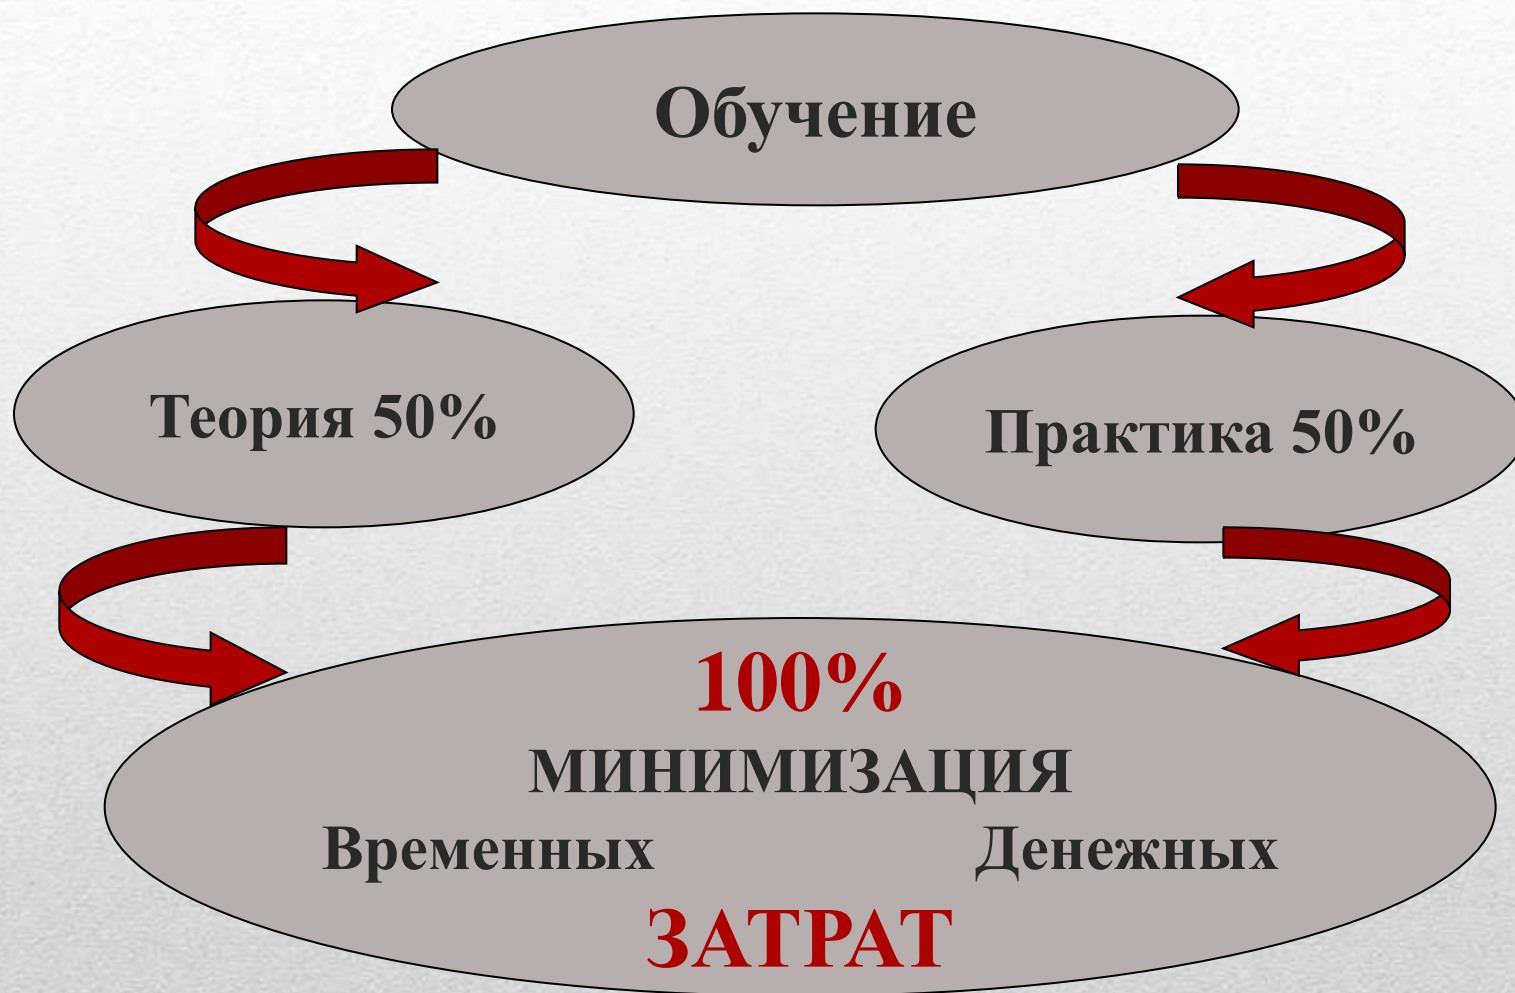 Обучение
Теория 50%
Практика 50%
100%
МИНИМИЗАЦИЯ
Временных Денежных
ЗАТРАТ